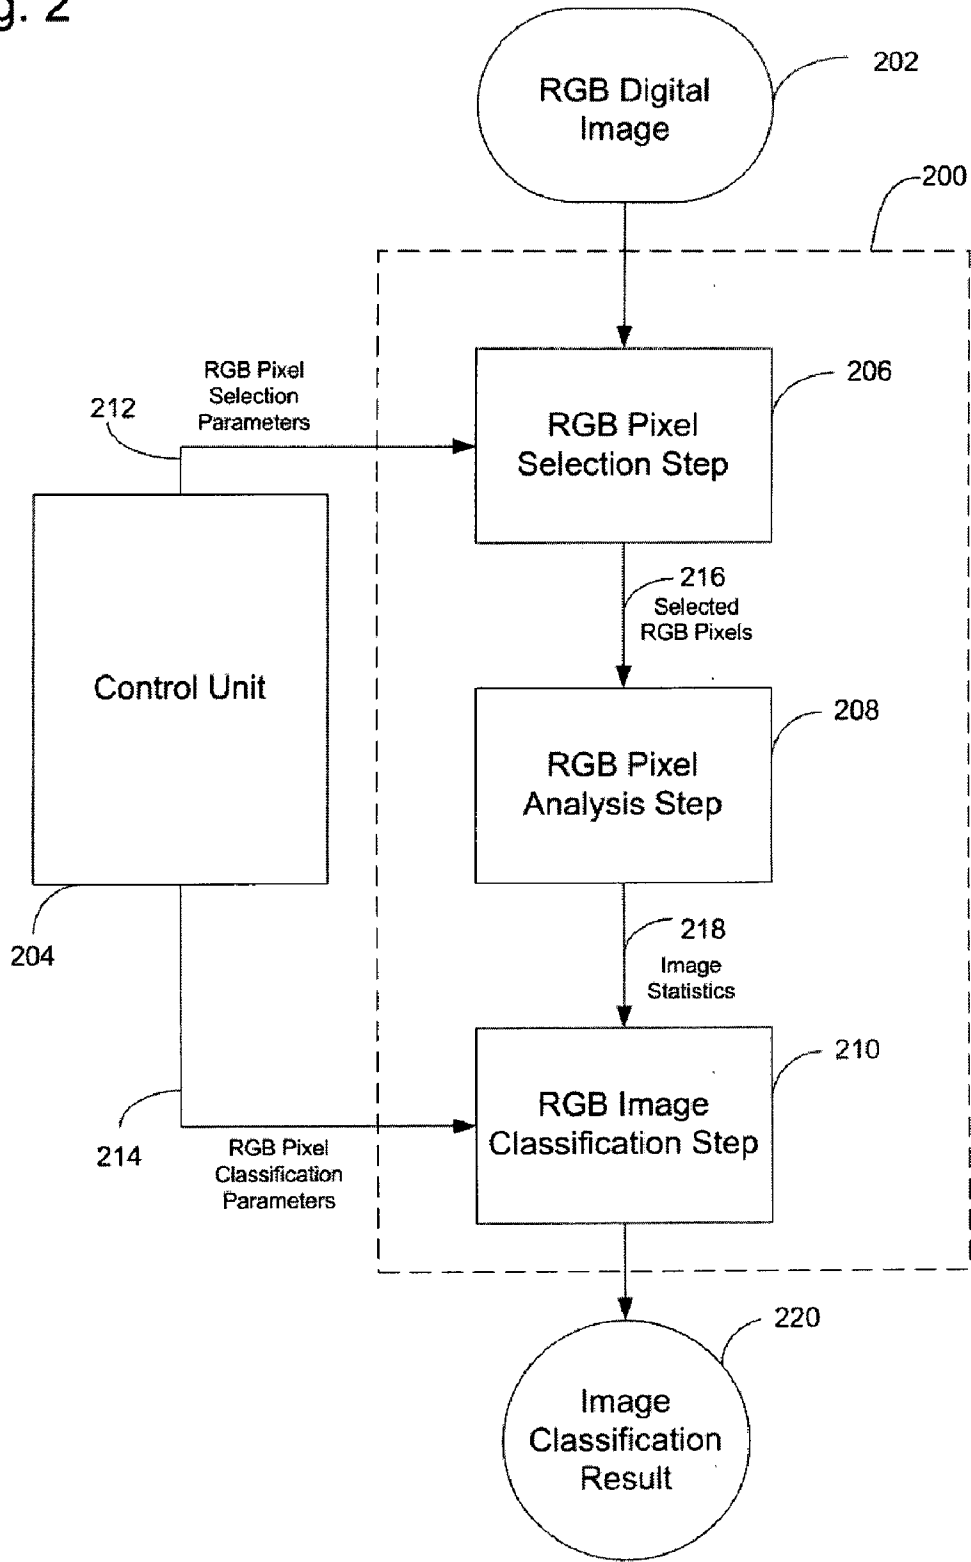 g. 2
RGB Digital
Image
202
200
RGB Pixel
Selection
Parameters
212
RGB Pixel
Selection Step
206
216
Selected
RGB Pixels
Control Unit
204
RGB Pixel
Analysis Step
208
218
Image
Statistics
RGB Image
Classification Step
210
214
RGB Pixel
Classification
Parameters
220
Image
Classification
Result